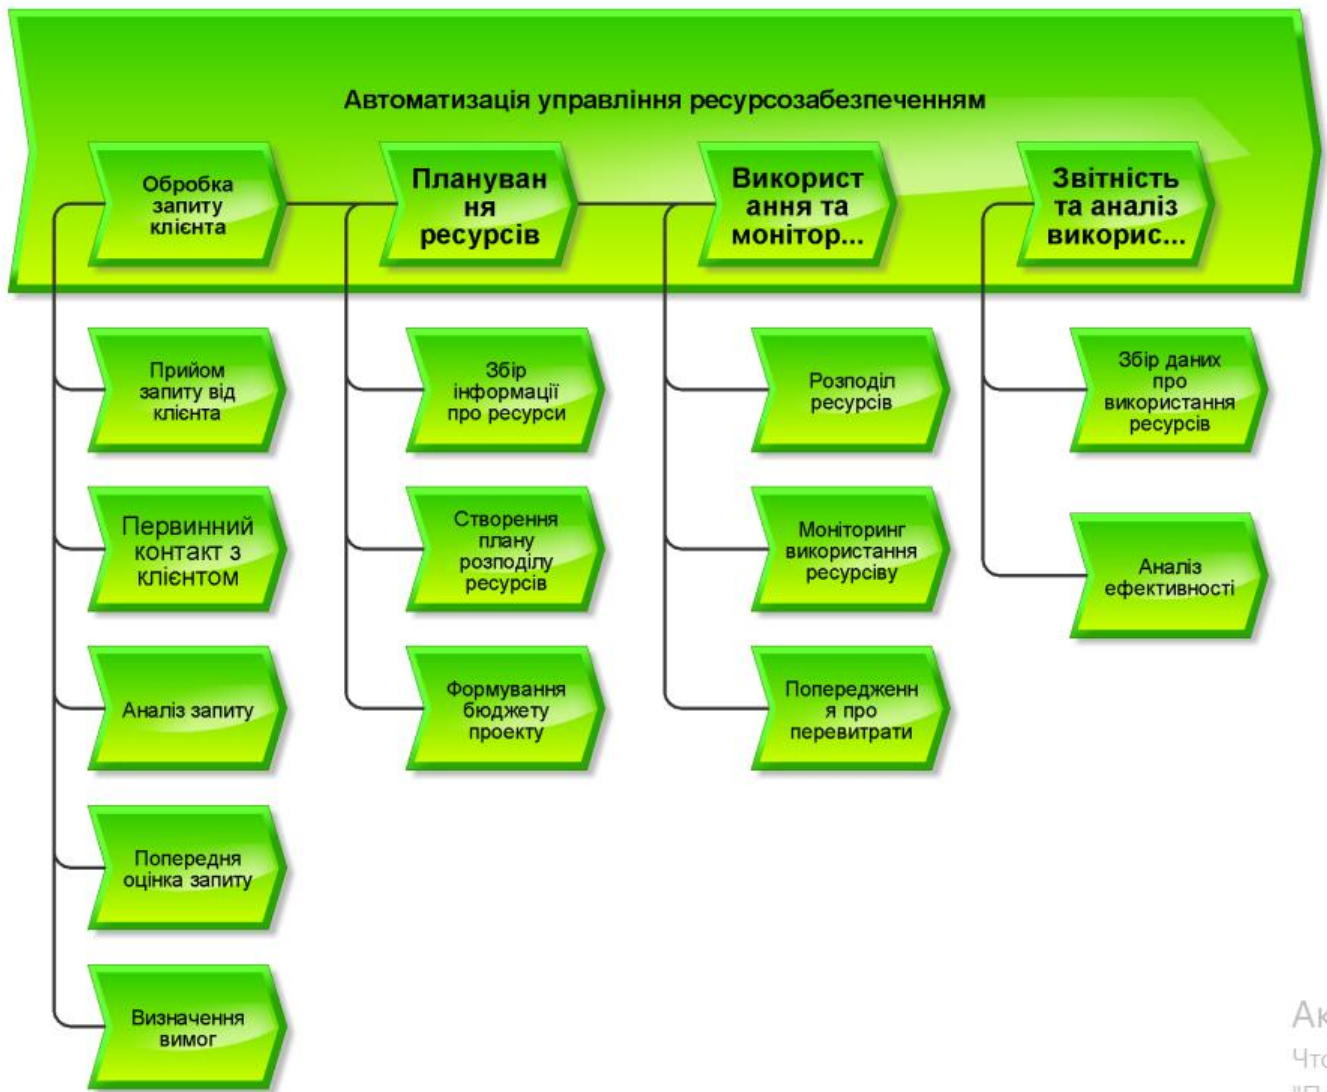 Автоматизація управління ресурсозабезпеченням
Обробка
запиту
клієнта
Плануван
ня
ресурсів
Використ
ання та
монітор...
Звітність
та аналіз
викорис...
Прийом
запиту від
клієнта
Первинний
контакт з
клієнтом
Аналіз запиту
Попередня
оцінка запиту
Визначення
вимог
Збір
інформації
про ресурси
Створення
плану
розподілу
ресурсів
Формування
бюджету
проекту
Розподіл
ресурсів
Моніторинг
використання
ресурсіву
Попередженн
я про
перевитрати
Збір даних
про
використання
ресурсів
Аналіз
ефективності
Ак
Что